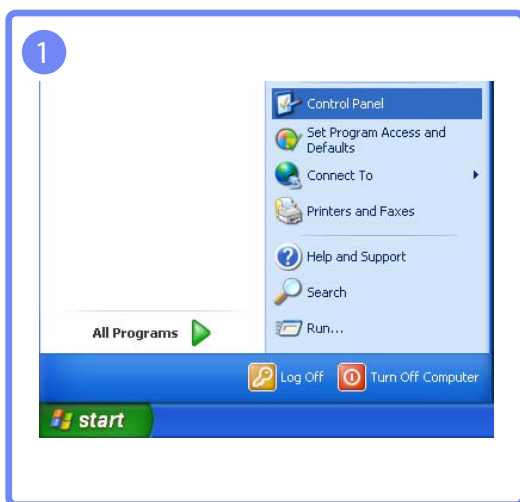 1
Control Panel
Set Program Access and
Defaults
Connect To
Printers and Faxes
Help and Support
Search
Run...
All Programs
Log Off
Turn Off Computer
start